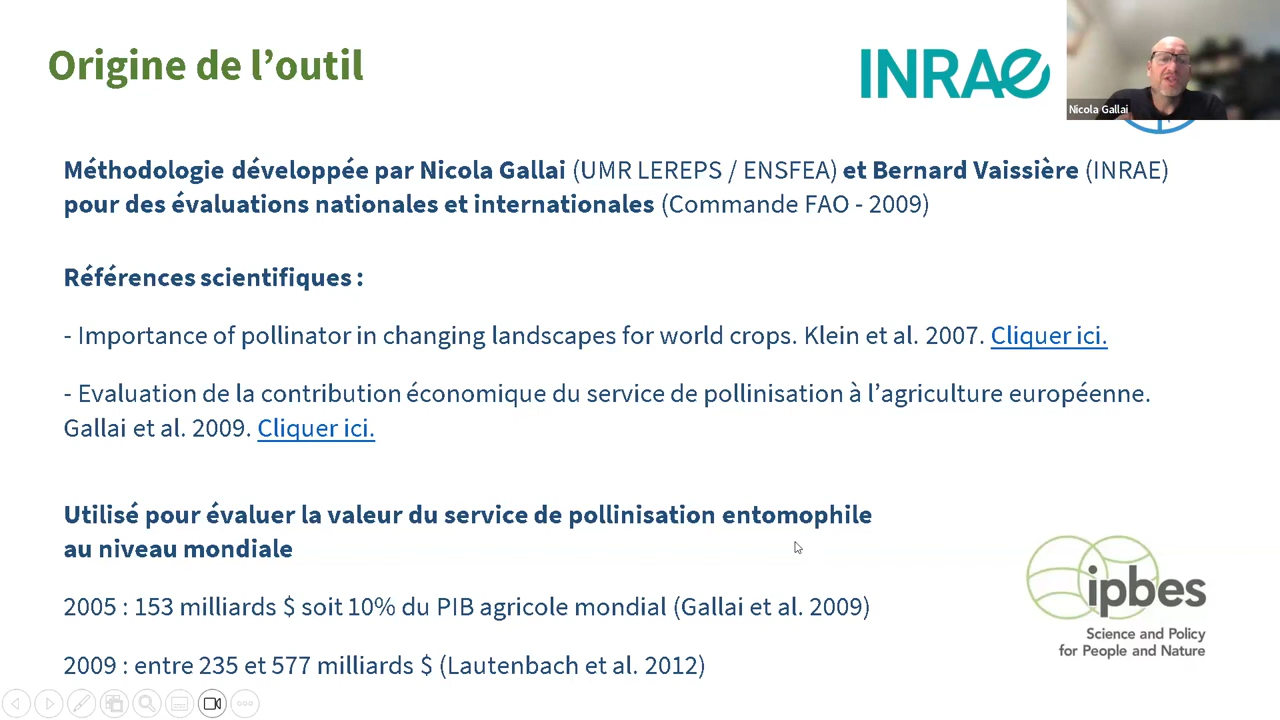 Origine de l'outil
INRAE
Nicola Gallai
Méthodologie développée par Nicola Gallai (UMR LEREPS / ENSFEA) et Bernard Vaissière (INRAE)
pour des évaluations nationales et internationales (Commande FAO - 2009)
Références scientifiques :
- Importance of pollinator in changing landscapes for world crops. Klein et al. 2007. Cliquer ici.
- Evaluation de la contribution économique du service de pollinisation à l'agriculture européenne.
Gallai et al. 2009. Cliquer ici.
Utilisé pour évaluer la valeur du service de pollinisation entomophile
au niveau mondiale
2005 : 153 milliards $ soit 10% du PIB agricole mondial (Gallai et al. 2009)
2009 : entre 235 et 577 milliards $ (Lautenbach et al. 2012)
ipbes
Science and Policy
for People and Nature